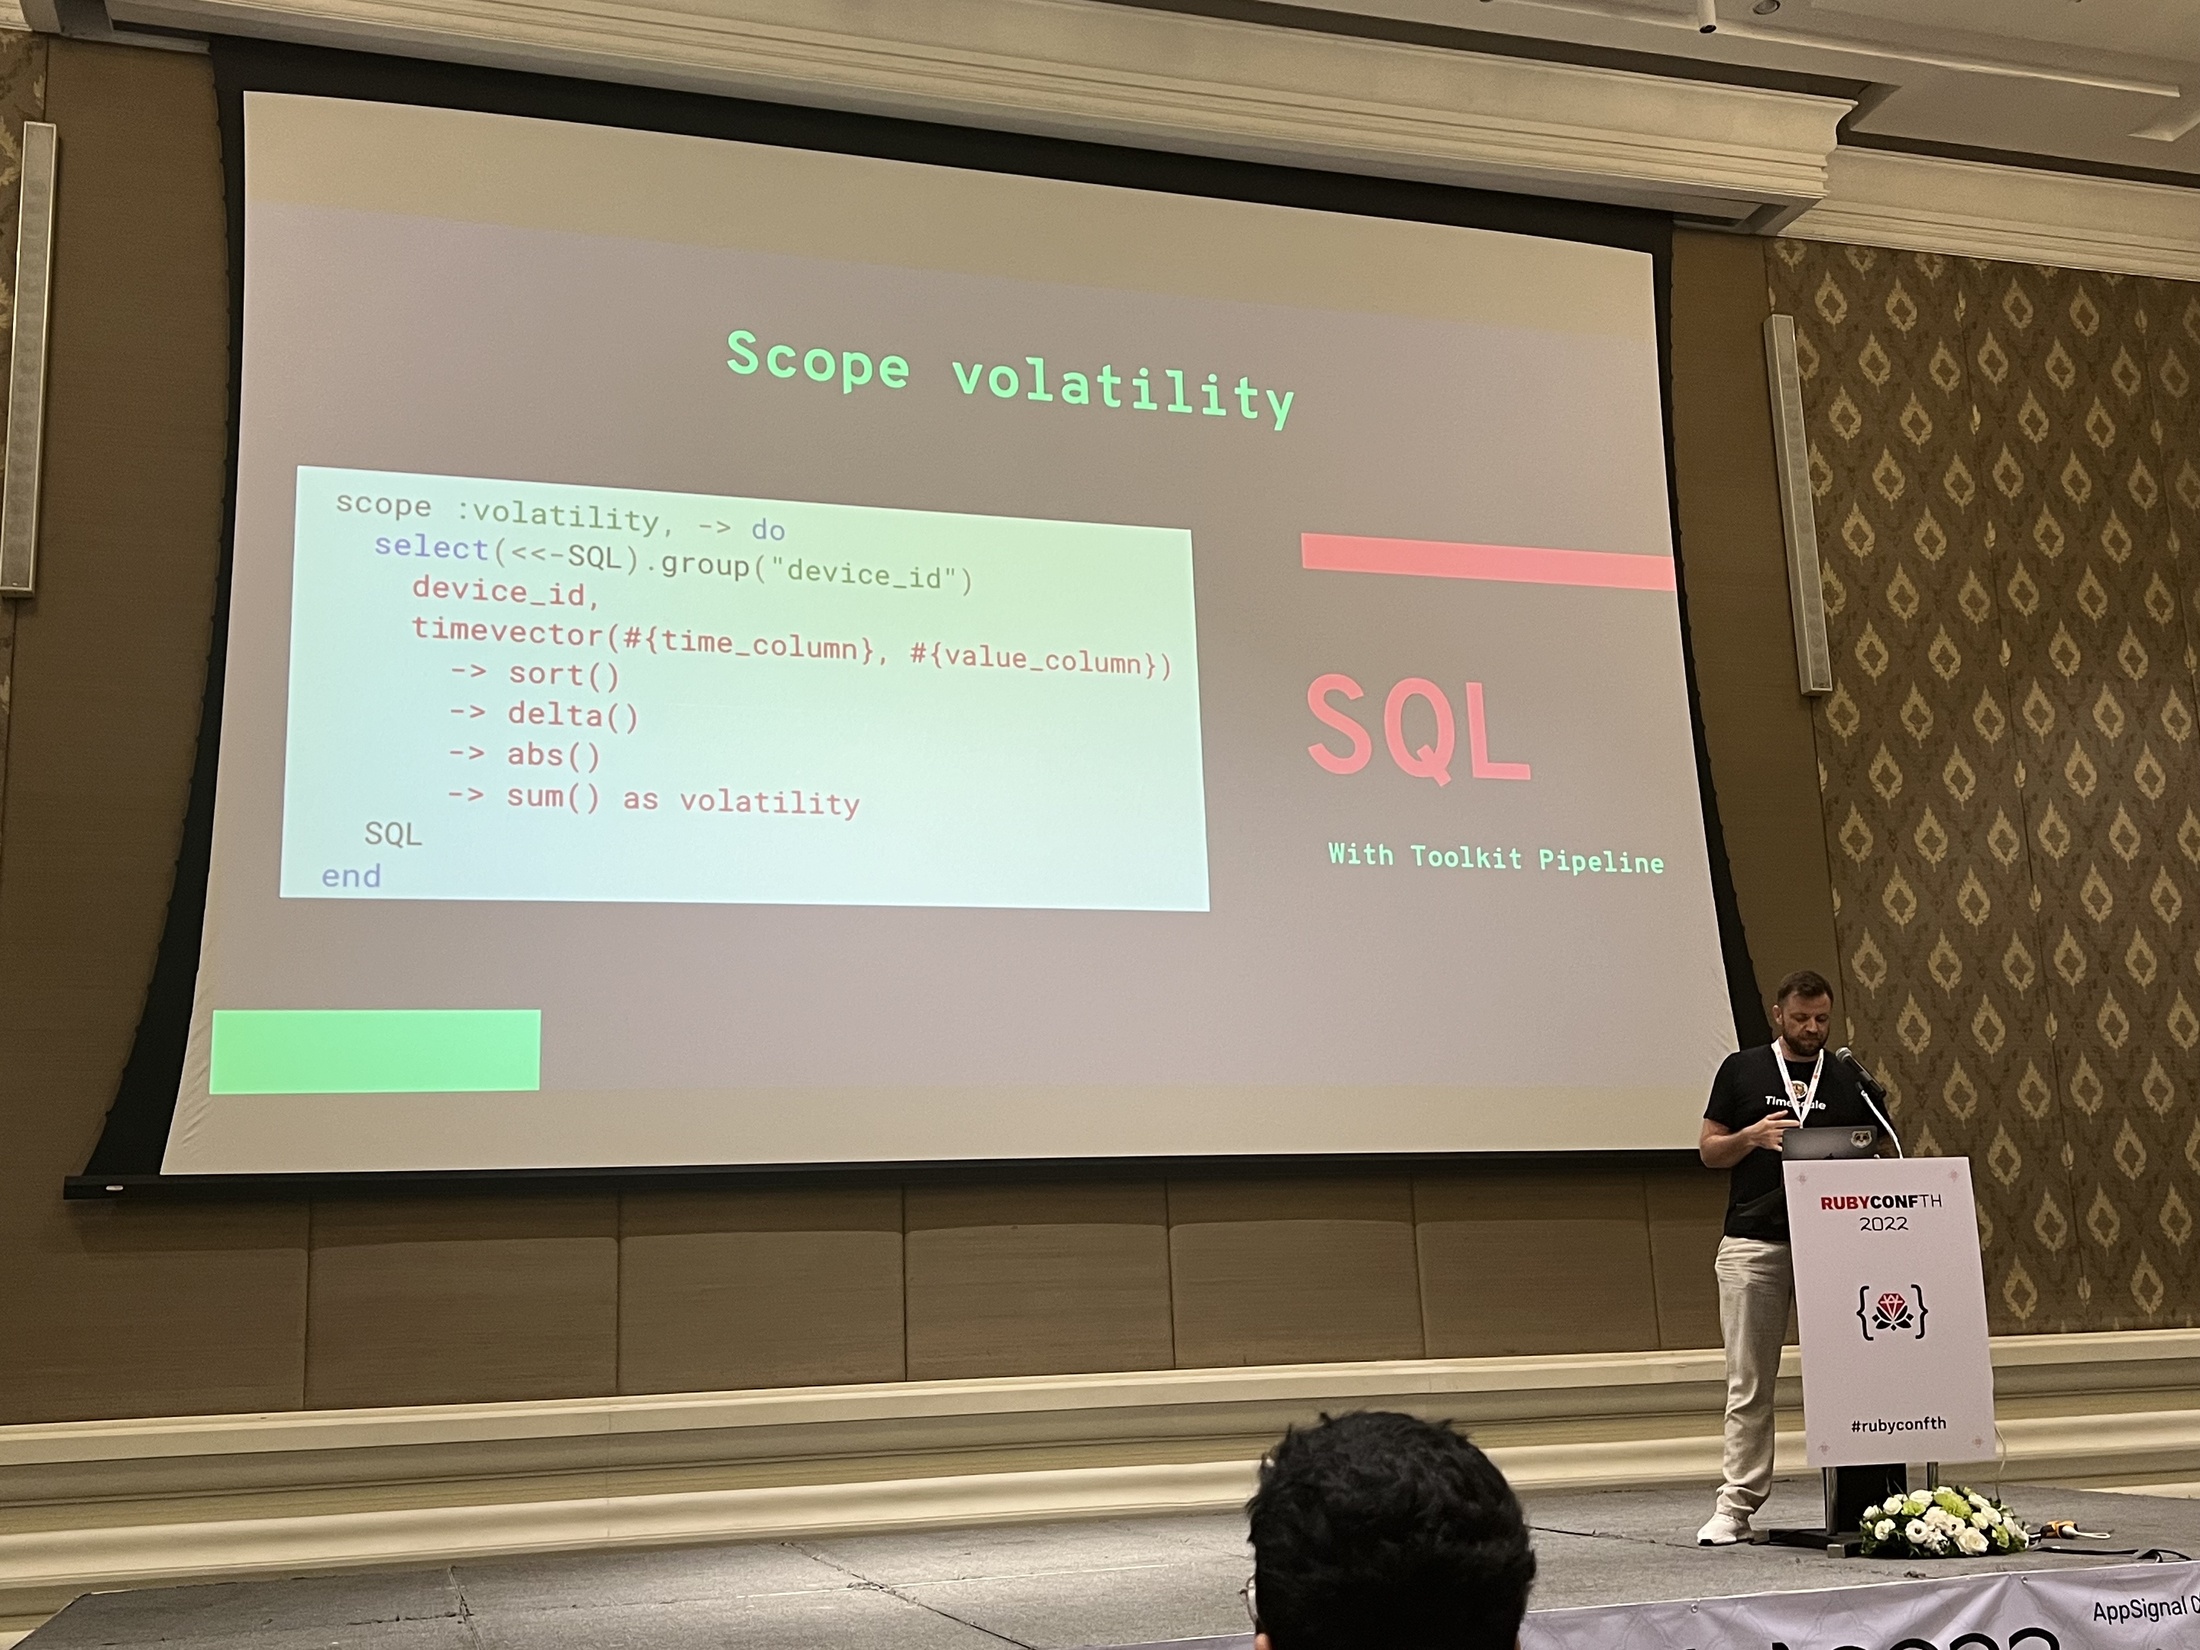 Scope volatility
scope :volatility, -> do
select(<<-SQL).group("device_id")
device_id,
timevector(#{time_column}, #{value_column})
-> sort()
-> delta()
-> abs()
-> sum() as volatility
SQL
end
SQL
With Toolkit Pipeline
RUBYCONFTH
2022
#rubyconfth
AppSignal